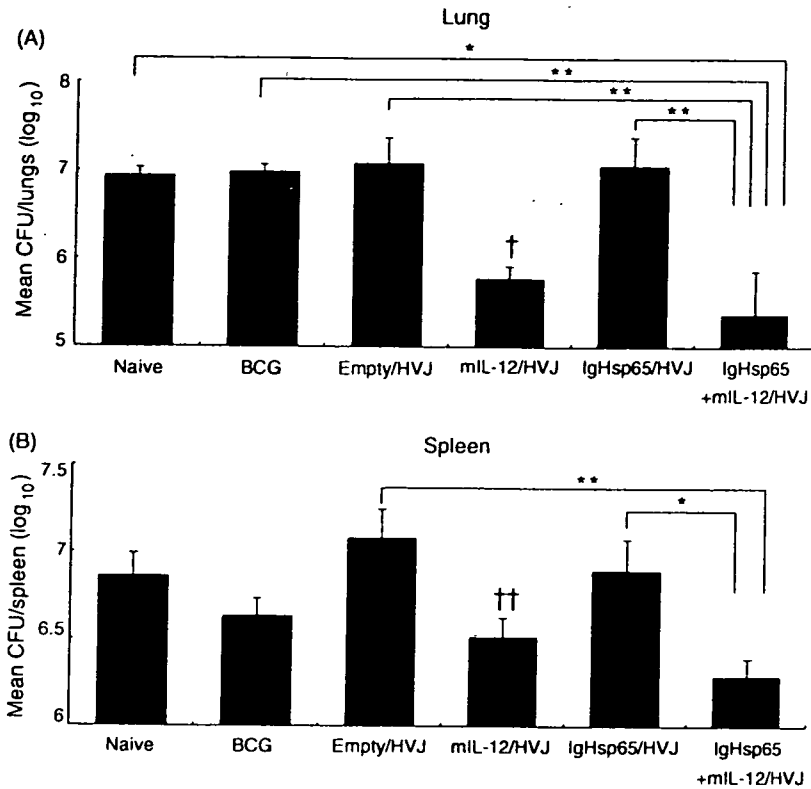 Lung
(A)
*
**
**
**
Mean CFU/lungs (log10)
8
7
6
5
†
Naive
BCG
Empty/HVJ
mIL-12/HVJ
IgHsp65/HVJ
IgHsp65
+mIL-12/HVJ
(B)
Spleen
**
*
Mean CFU/spleen (log10)
7.5
7
6.5
6
††
Naive
BCG
Empty/HVJ
mIL-12/HVJ
IgHsp65/HVJ
IgHsp65
+mIL-12/HVJ